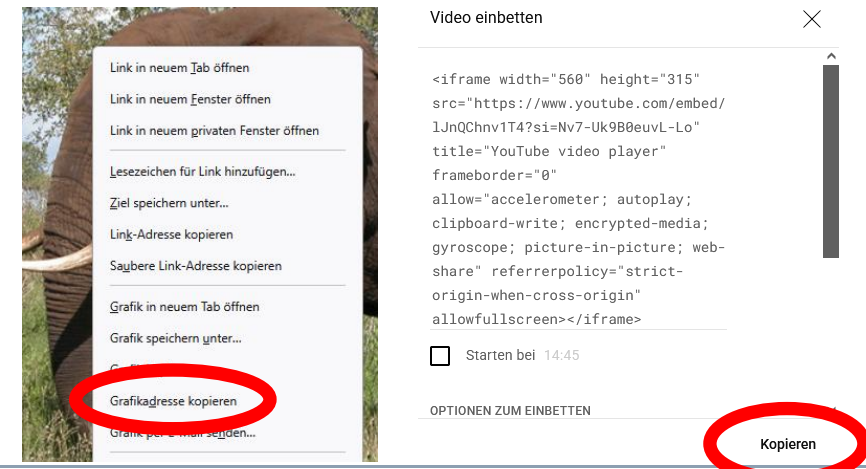 Link in neuem Tab öffnen
Link in neuem Fenster öffnen
Link in neuem privaten Fenster öffnen
Lesezeichen für Link hinzufügen...
Ziel speichern unter...
Link-Adresse kopieren
Saubere Link-Adresse kopieren
Grafik in neuem Tab öffnen
Grafik speichern unter...
Grafikadresse kopieren
Grafik per E-Mail senden...
Video einbetten
<iframe width="560" height="315"
src="https://www.youtube.com/embed/
lJnQChnv1T4?si=Nv7-Uk9B0euvL-Lo"
title="YouTube video player"
frameborder="0"
allow="accelerometer; autoplay;
clipboard-write; encrypted-media;
gyroscope; picture-in-picture; web-
share" referrerpolicy="strict-
origin-when-cross-origin"
allowfullscreen></iframe>
Starten bei 14:45
OPTIONEN ZUM EINBETTEN
Kopieren